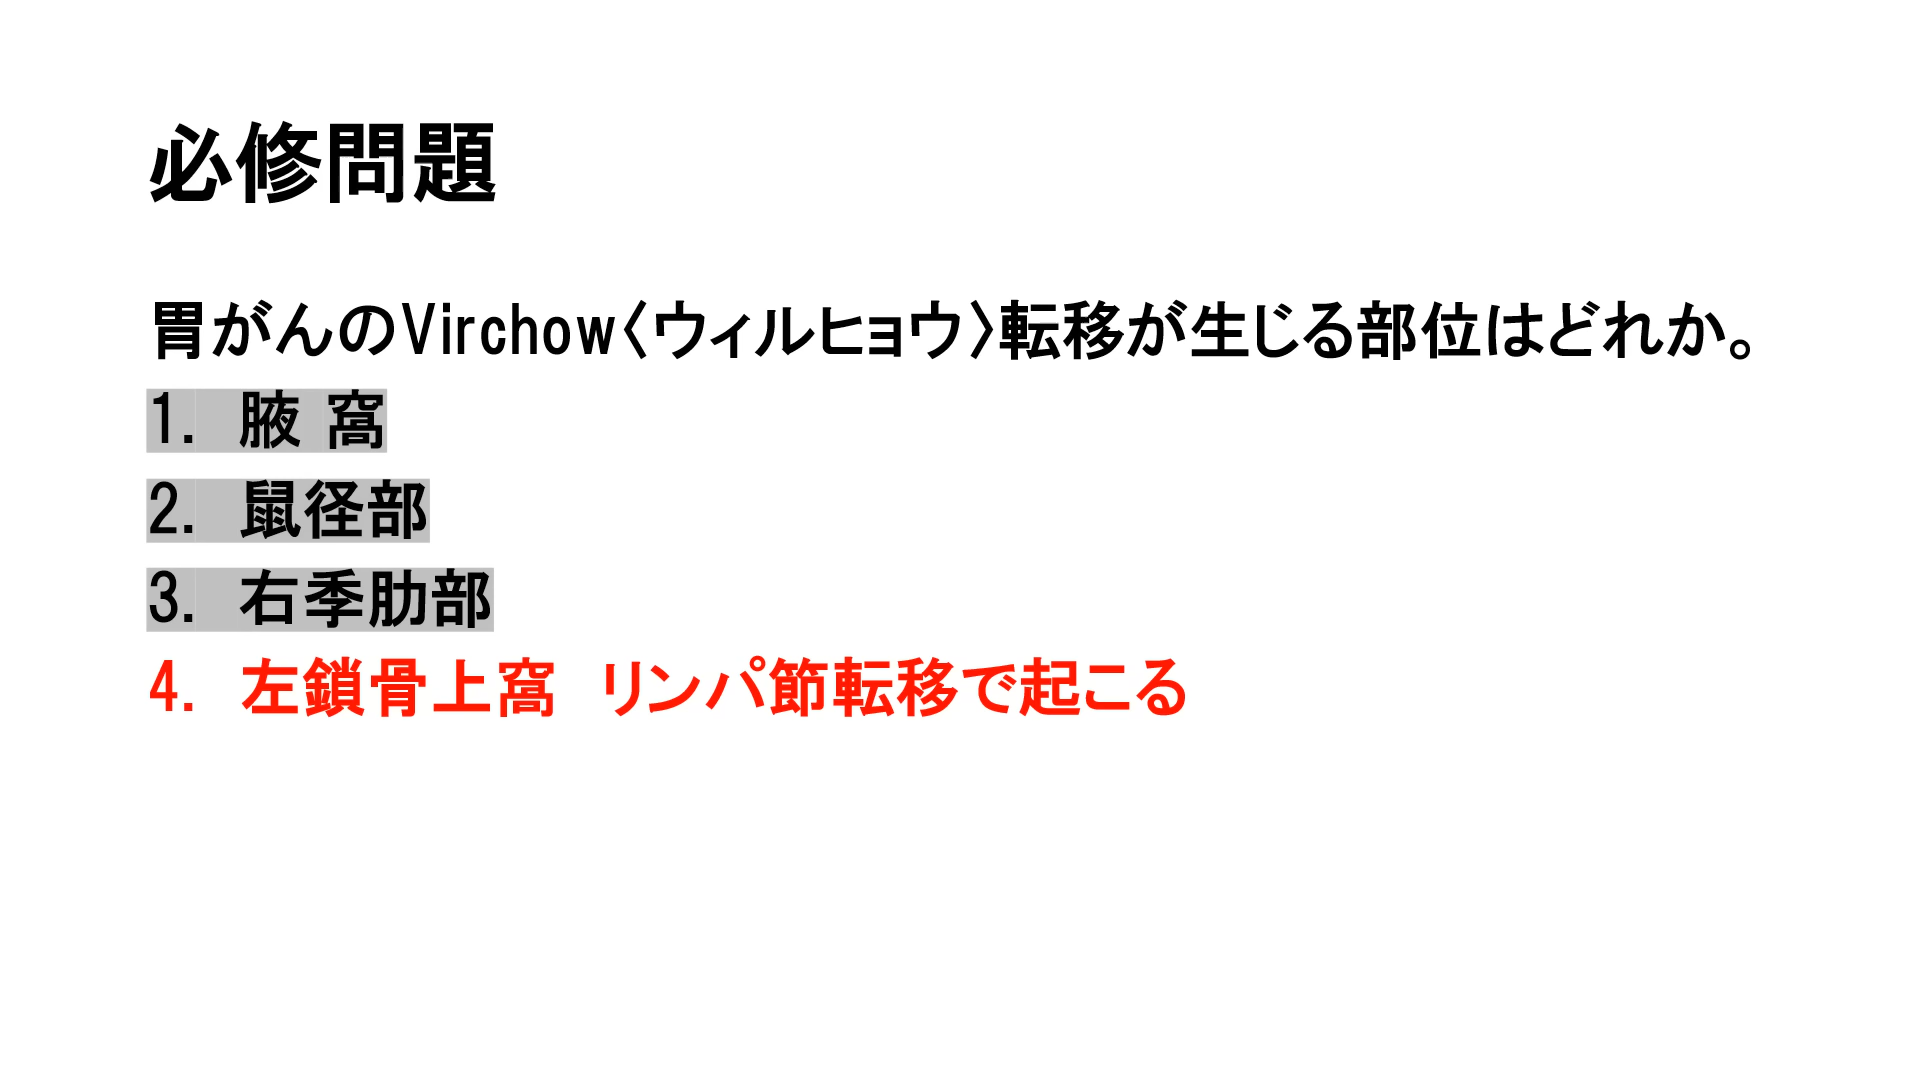 必修問題
胃がんのVirchow〈ウィルヒョウ〉転移が生じる部位はどれか。
1. 腋 窩
2. 鼠径部
3. 右季肋部
4. 左鎖骨上窩　リンパ節転移で起こる